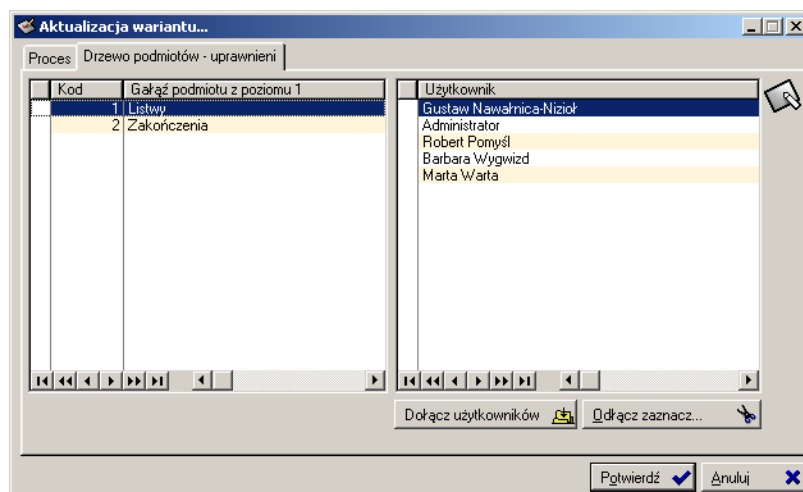 Aktualizacja wariantu...
Proces Drzewo podmiotów - uprawnieni
Kod Gałąź podmiotu z poziomu 1
1 Listwy
2 Zakończenia
Użytkownik
Gustaw Nawałnica-Nizioł
Administrator
Robert Pomyśl
Barbara Wygwizd
Marta Warta
Dołącz użytkowników Odłącz zaznacz...
Potwierdź Anuluj